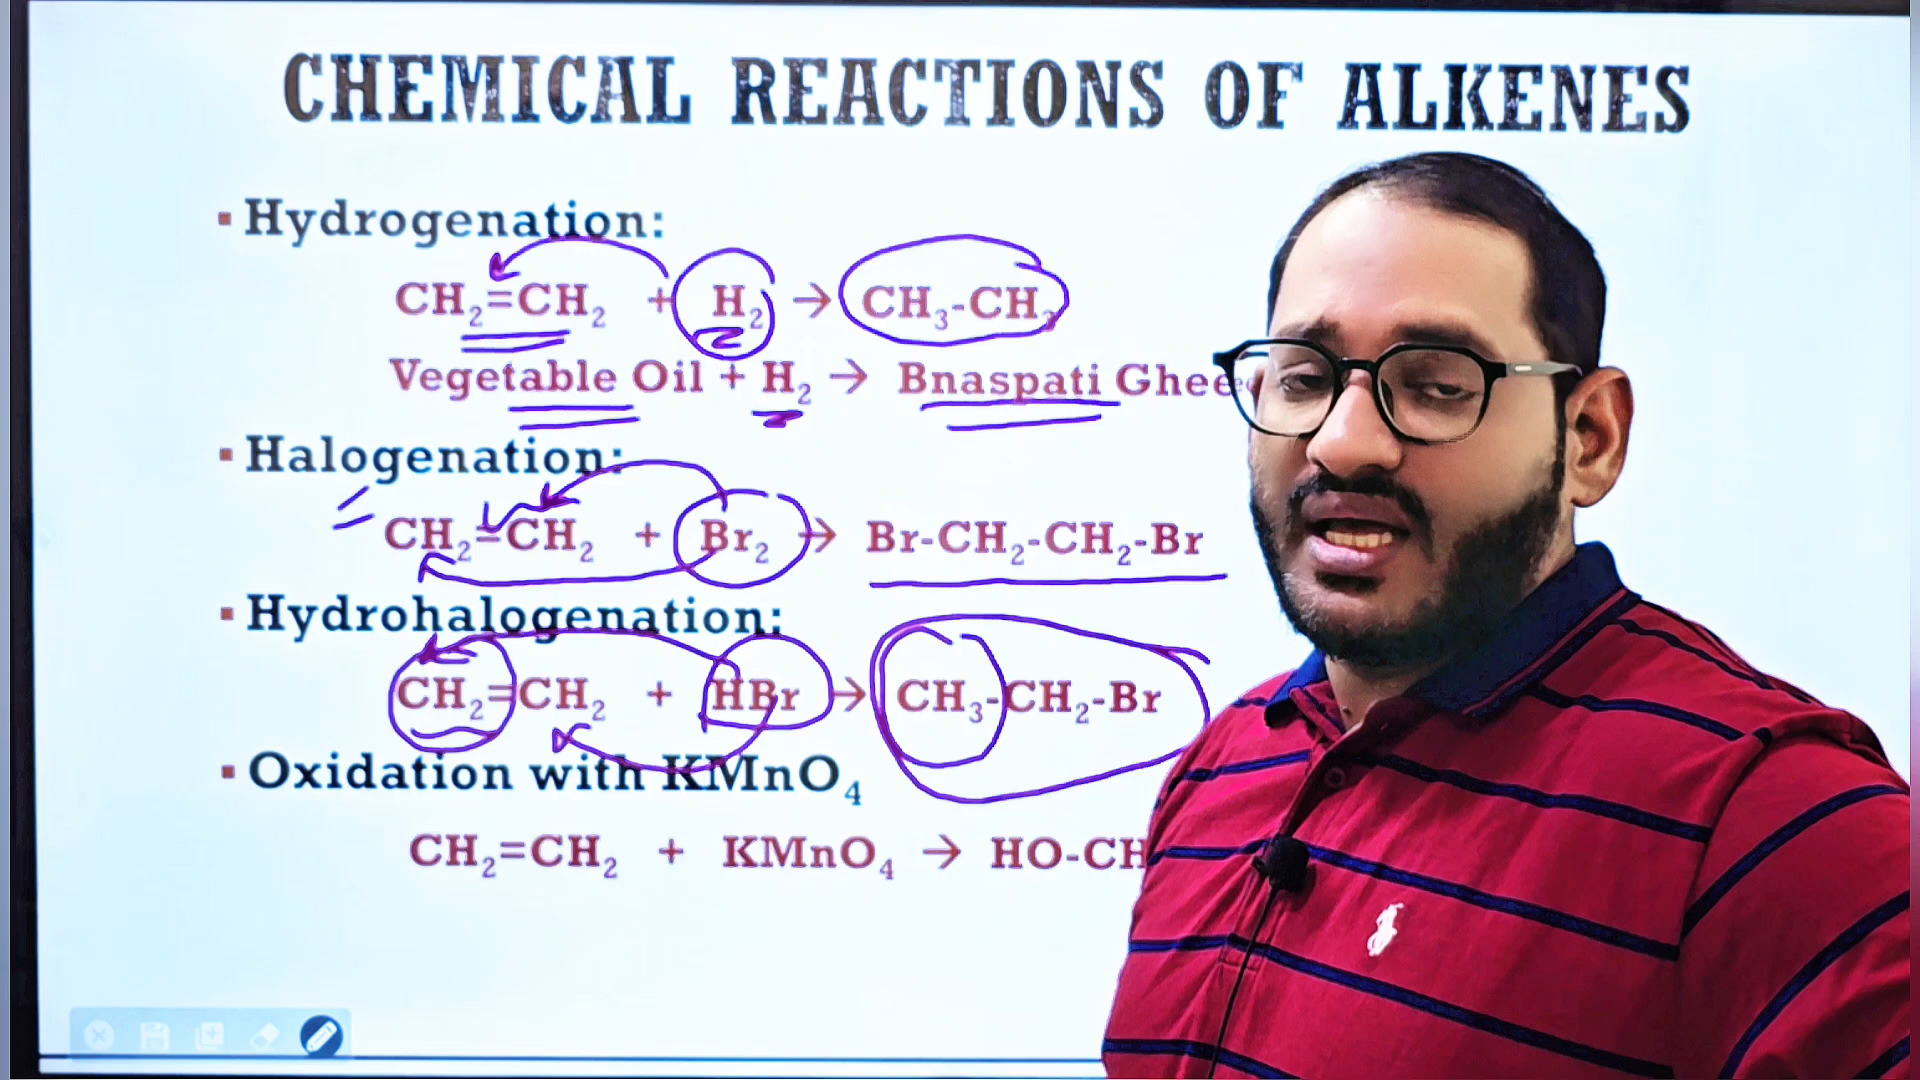 CHEMICAL REACTIONS OF ALKENES
▪ Hydrogenation:
CH₂=CH₂ + H₂ → CH₃-CH₃
Vegetable Oil + H₂ → Bnaspati Ghee
▪ Halogenation:
CH₂=CH₂ + Br₂ → Br-CH₂-CH₂-Br
▪ Hydrohalogenation:
CH₂=CH₂ + HBr → CH₃-CH₂-Br
▪ Oxidation with KMnO₄
CH₂=CH₂ + KMnO₄ → HO-CH